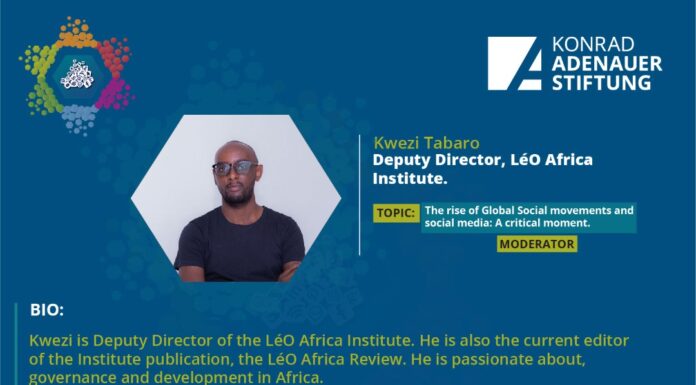 KONRAD
ADENAUER
STIFTUNG
Kwezi Tabaro
Deputy Director, LéO Africa
Institute.
TOPIC:
The rise of Global Social movements and
social media: A critical moment.
MODERATOR
BIO:
Kwezi is Deputy Director of the LéO Africa Institute. He is also the current editor
of the Institute publication, the LéO Africa Review. He is passionate about,
governance and development in Africa.